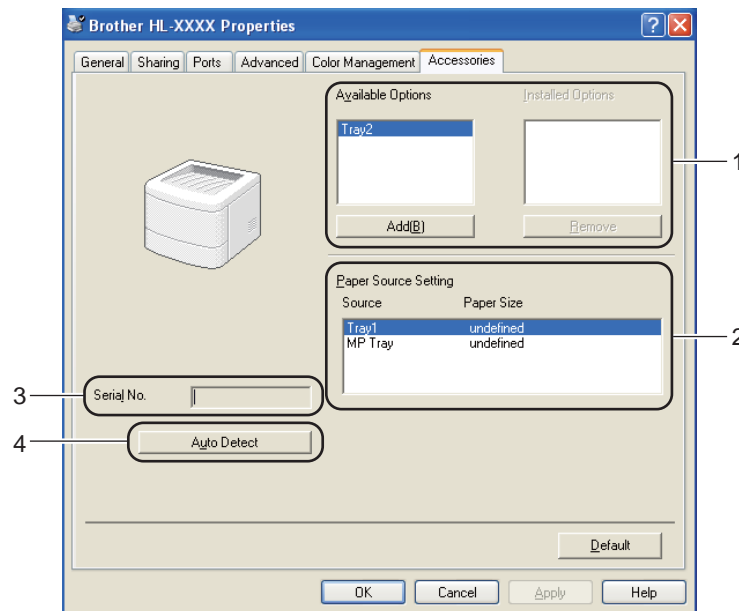 Brother HL-XXXX Properties
General Sharing Ports Advanced Color Management Accessories
Available Options Installed Options
Tray2
Add(B) Remove
1
Paper Source Setting
Source Paper Size
Tray1 undefined
MP Tray undefined
2
3 Serial No.
4 Auto Detect
Default
OK Cancel Apply Help